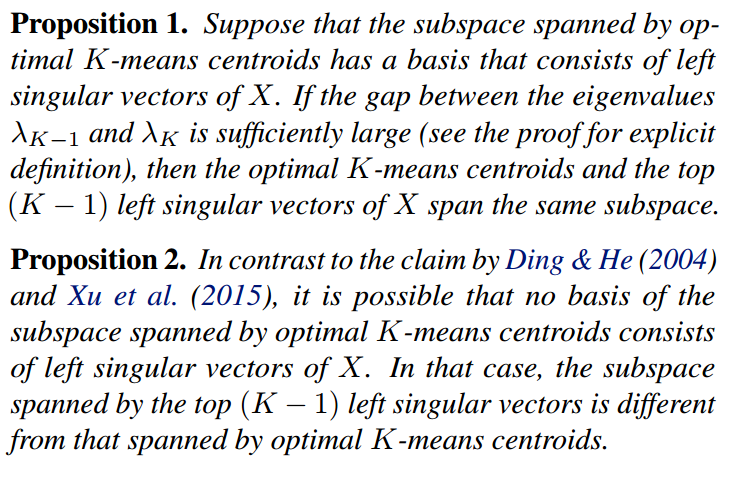 Proposition 1. Suppose that the subspace spanned by op-
timal K-means centroids has a basis that consists of left
singular vectors of X. If the gap between the eigenvalues
λ_{K−1} and λ_K is sufficiently large (see the proof for explicit
definition), then the optimal K-means centroids and the top
(K − 1) left singular vectors of X span the same subspace.
Proposition 2. In contrast to the claim by Ding & He (2004)
and Xu et al. (2015), it is possible that no basis of the
subspace spanned by optimal K-means centroids consists
of left singular vectors of X. In that case, the subspace
spanned by the top (K − 1) left singular vectors is different
from that spanned by optimal K-means centroids.